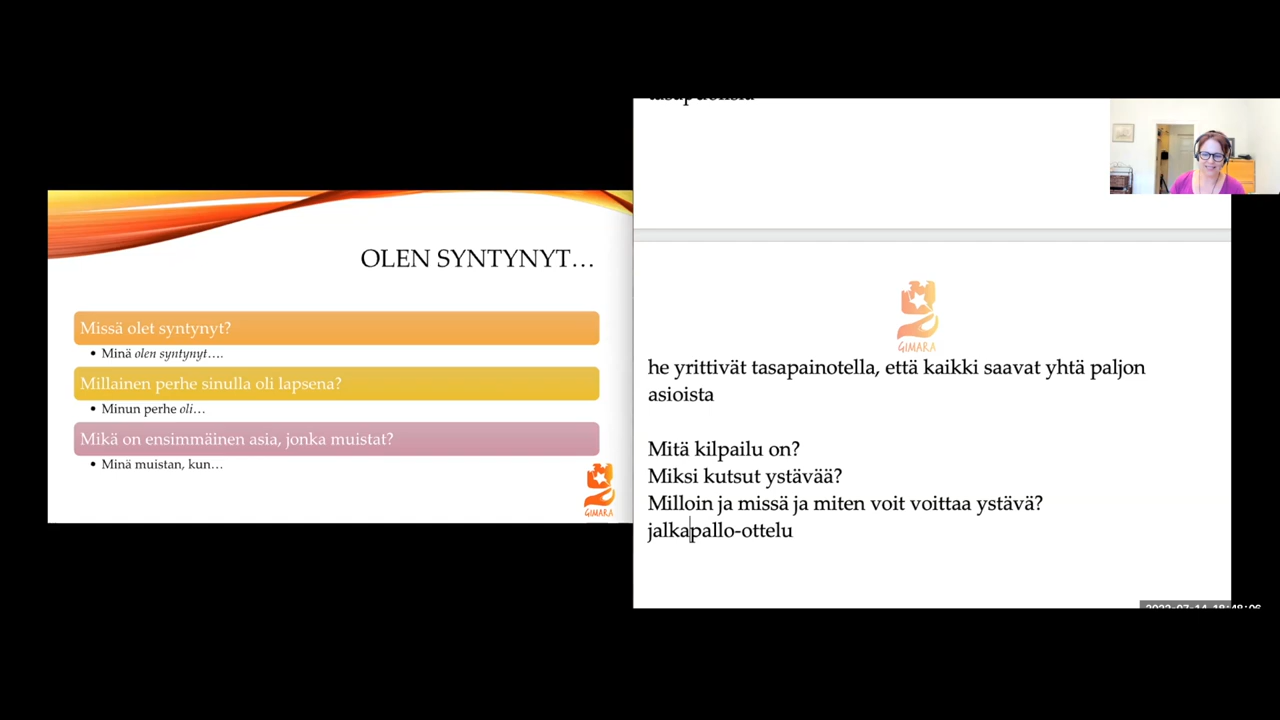 OLEN SYNTYNYT…
Missä olet syntynyt?
• Minä olen syntynyt….
Millainen perhe sinulla oli lapsena?
• Minun perhe oli…
Mikä on ensimmäinen asia, jonka muistat?
• Minä muistan, kun…
GIMARA
GIMARA
he yrittivät tasapainotella, että kaikki saavat yhtä paljon
asioista
Mitä kilpailu on?
Miksi kutsut ystävää?
Milloin ja missä ja miten voit voittaa ystävä?
jalkapallo-ottelu